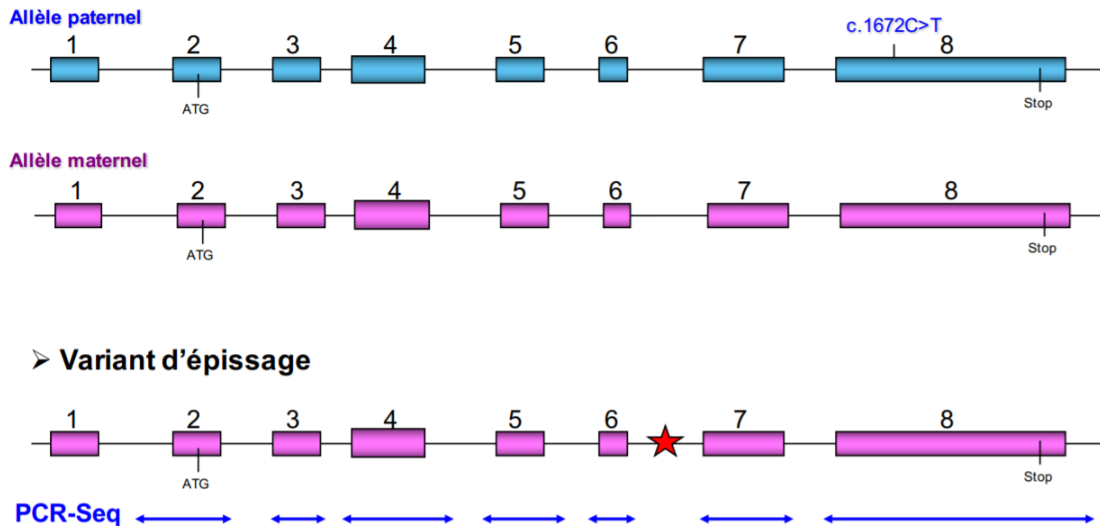 Allèle paternel
c.1672C>T
1 2 3 4 5 6 7 8
ATG
Stop
Allèle maternel
1 2 3 4 5 6 7 8
ATG
Stop
➢ Variant d’épissage
1 2 3 4 5 6 7 8
ATG
Stop
PCR-Seq